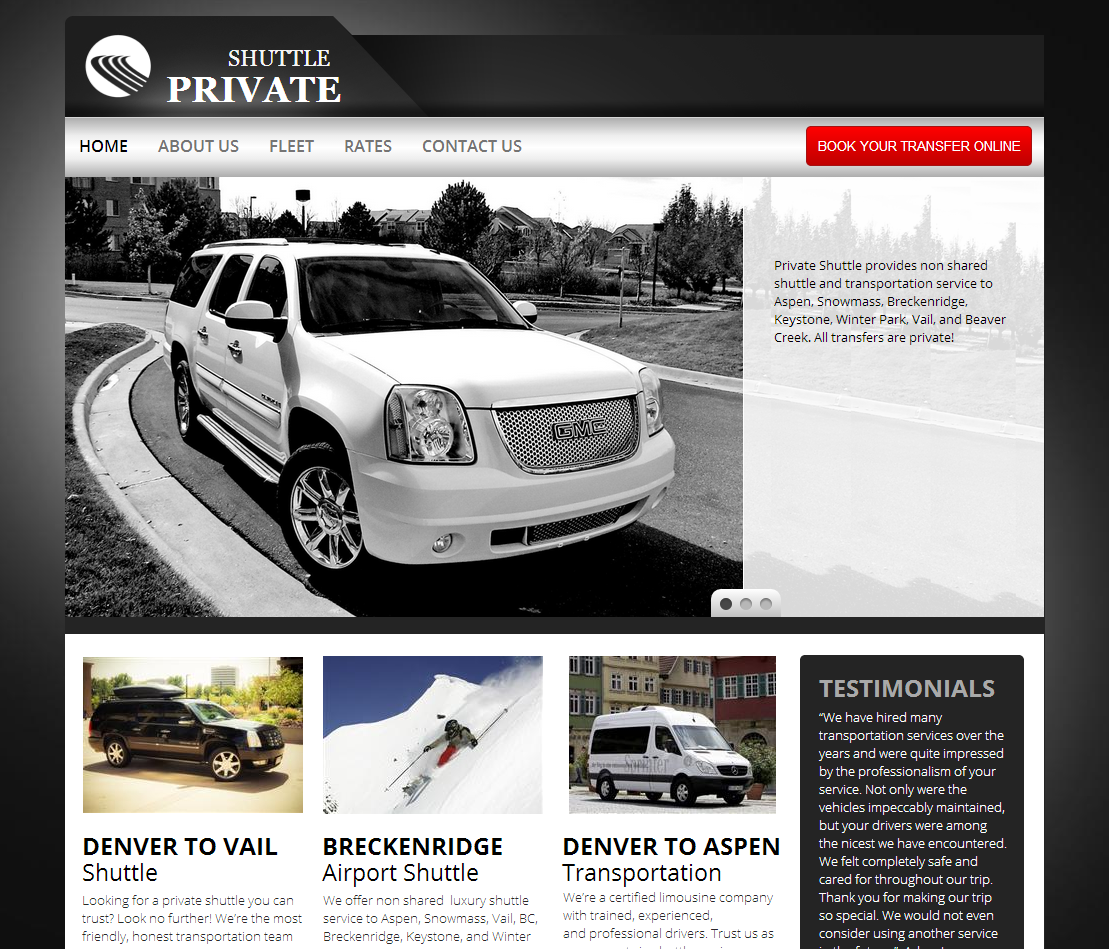 SHUTTLE
PRIVATE
HOME ABOUT US FLEET RATES CONTACT US
BOOK YOUR TRANSFER ONLINE
Private Shuttle provides non shared
shuttle and transportation service to
Aspen, Snowmass, Breckenridge,
Keystone, Winter Park, Vail, and Beaver
Creek. All transfers are private!
GMC
Sprinter
DENVER TO VAIL
Shuttle
Looking for a private shuttle you can
trust? Look no further! We're the most
friendly, honest transportation team
BRECKENRIDGE
Airport Shuttle
We offer non shared luxury shuttle
service to Aspen, Snowmass, Vail, BC,
Breckenridge, Keystone, and Winter
DENVER TO ASPEN
Transportation
We're a certified limousine company
with trained, experienced,
and professional drivers. Trust us as
TESTIMONIALS
“We have hired many
transportation services over the
years and were quite impressed
by the professionalism of your
service. Not only were the
vehicles impeccably maintained,
but your drivers were among
the nicest we have encountered.
We felt completely safe and
cared for throughout our trip.
Thank you for making our trip
so special. We would not even
consider using another service